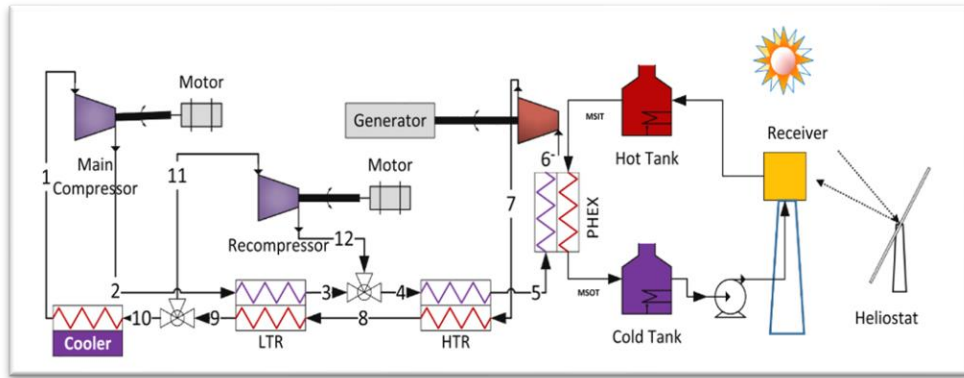 Motor
Main
Compressor
1
Generator
MSIT
Hot Tank
Receiver
11
Motor
6
7
PHEX
Recompressor
12
2
3
4
5
MSOT
Cold Tank
Heliostat
10
9
8
Cooler
LTR
HTR